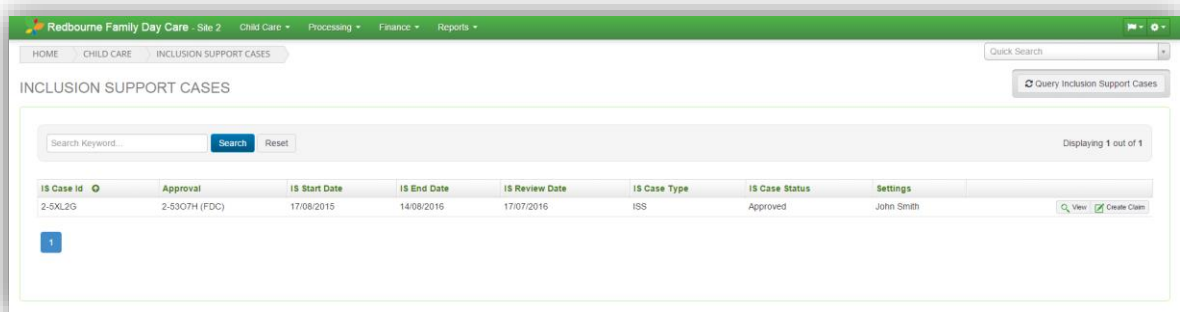 Redbourne Family Day Care - Site 2 Child Care Processing Finance Reports
HOME CHILD CARE INCLUSION SUPPORT CASES Quick Search
INCLUSION SUPPORT CASES Query Inclusion Support Cases
Search Keyword... Search Reset Displaying 1 out of 1
IS Case Id Approval IS Start Date IS End Date IS Review Date IS Case Type IS Case Status Settings
2-5XL2G 2-53O7H (FDC) 17/08/2015 14/08/2016 17/07/2016 ISS Approved John Smith View Create Claim
1